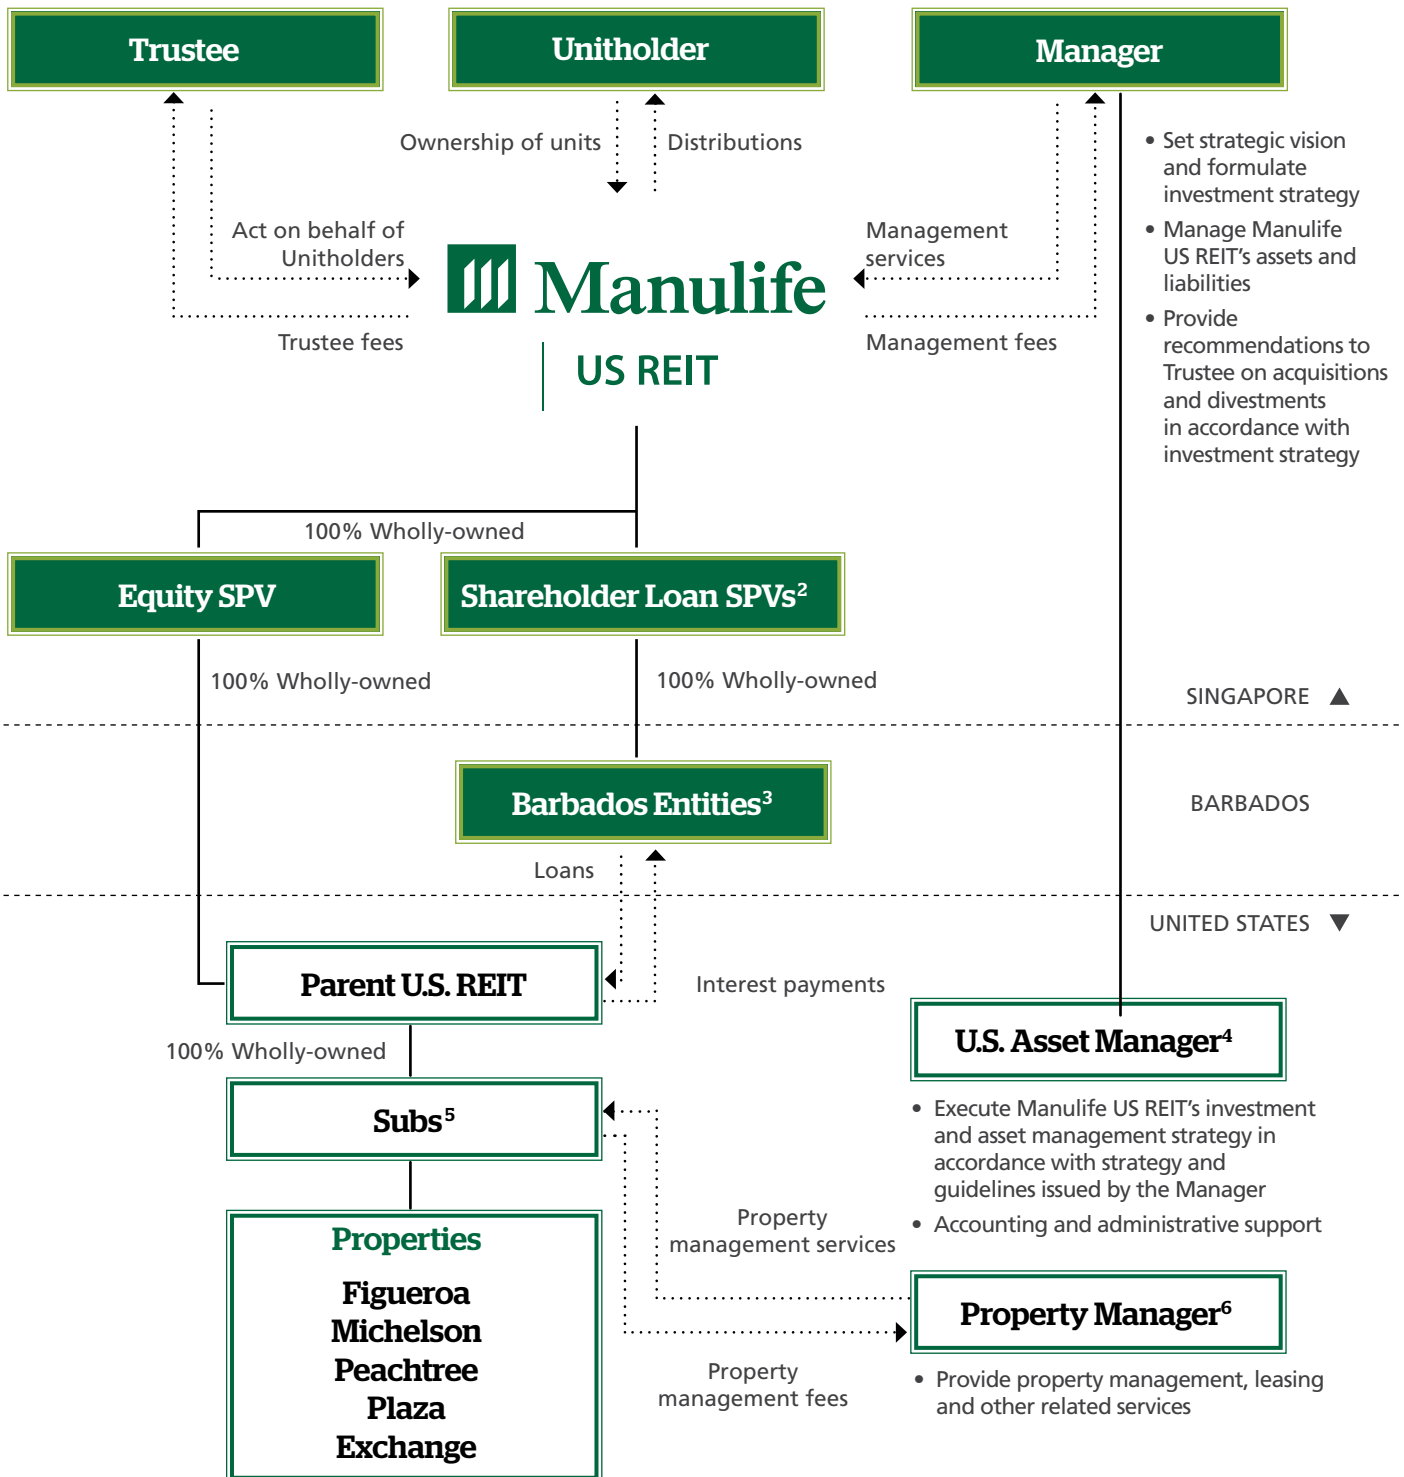 Trustee
Unitholder
Manager
Ownership of units
Distributions
• Set strategic vision
and formulate
investment strategy
• Manage Manulife
US REIT's assets and
liabilities
• Provide
recommendations to
Trustee on acquisitions
and divestments
in accordance with
investment strategy
Act on behalf of
Unitholders
Trustee fees
Manulife
US REIT
Management
services
Management fees
100% Wholly-owned
Equity SPV
Shareholder Loan SPVs²
100% Wholly-owned
100% Wholly-owned
SINGAPORE ▲
Barbados Entities³
BARBADOS
Loans
UNITED STATES ▼
Parent U.S. REIT
Interest payments
100% Wholly-owned
U.S. Asset Manager⁴
Subs⁵
• Execute Manulife US REIT's investment
and asset management strategy in
accordance with strategy and
guidelines issued by the Manager
• Accounting and administrative support
Property
management services
Properties
Figueroa
Michelson
Peachtree
Plaza
Exchange
Property Manager⁶
Property
management fees
• Provide property management, leasing
and other related services